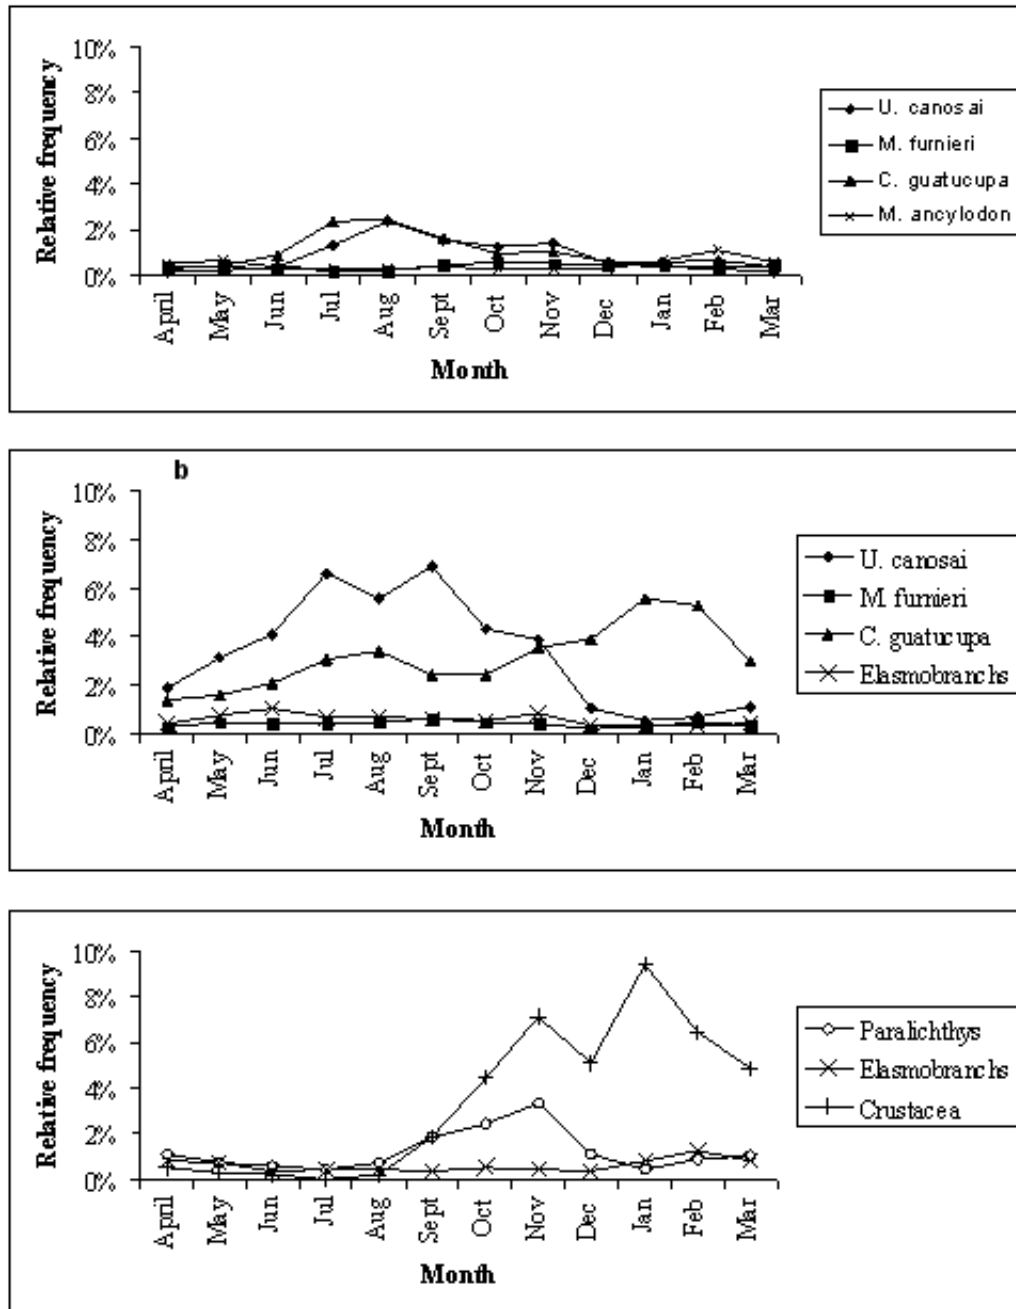 10%
8%
6%
4%
2%
0%
Relative frequency
April
May
Jun
Jul
Aug
Sept
Oct
Nov
Dec
Jan
Feb
Mar
Month
U. canosai
M. furnieri
C. guatucupa
M. ancylodon
b
10%
8%
6%
4%
2%
0%
Relative frequency
April
May
Jun
Jul
Aug
Sept
Oct
Nov
Dec
Jan
Feb
Mar
Month
U. canosai
M. furnieri
C. guatucupa
Elasmobranchs
10%
8%
6%
4%
2%
0%
Relative frequency
April
May
Jun
Jul
Aug
Sept
Oct
Nov
Dec
Jan
Feb
Mar
Month
Paralichthys
Elasmobranchs
Crustacea